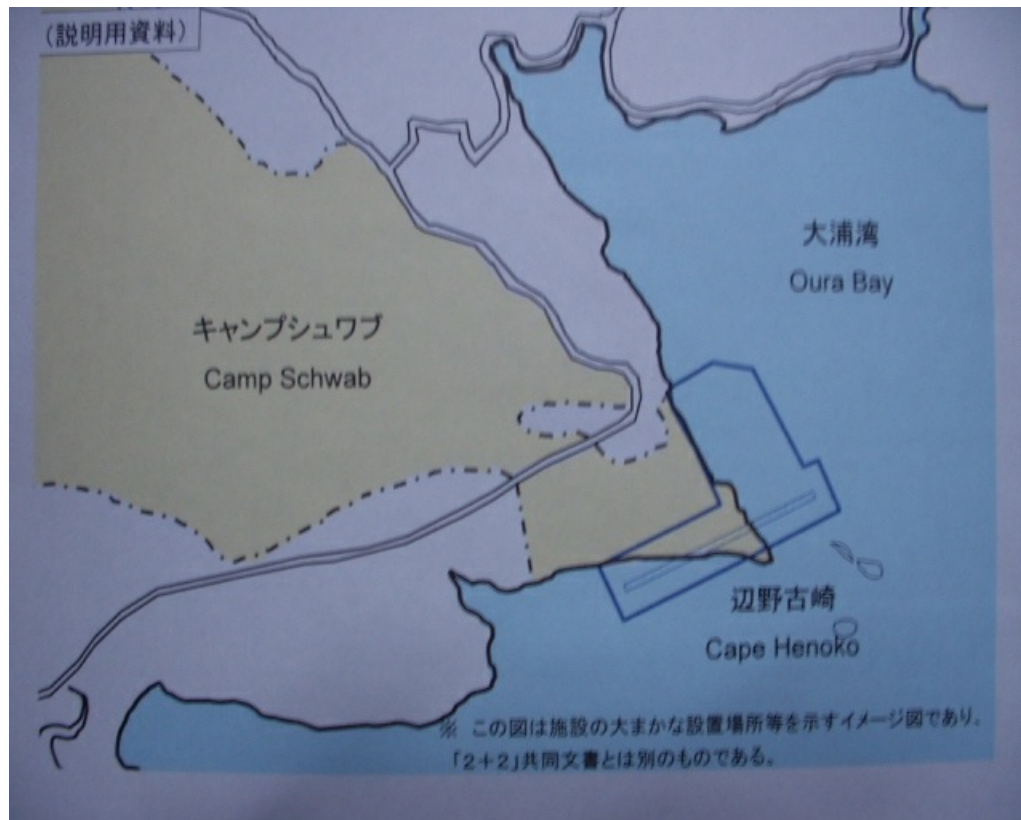 (説明用資料)
大浦湾
Oura Bay
キャンプシュワブ
Camp Schwab
辺野古崎
Cape Henoko
※ この図は施設の大まかな設置場所等を示すイメージ図であり、
「2+2」共同文書とは別のものである。